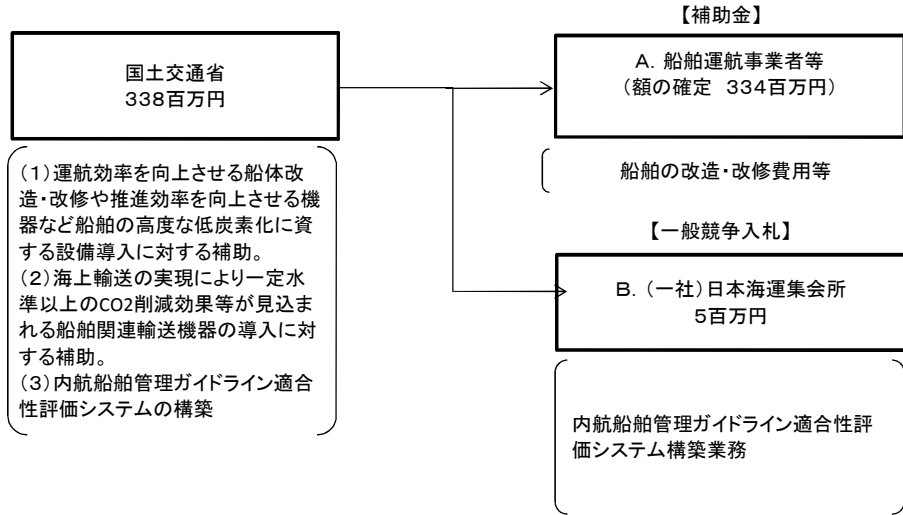 【補助金】
国土交通省
338百万円
A. 船舶運航事業者等
(額の確定 334百万円)
(1)運航効率を向上させる船体改
造・改修や推進効率を向上させる機
器など船舶の高度な低炭素化に資
する設備導入に対する補助。
(2)海上輸送の実現により一定水
準以上のCO2削減効果等が見込ま
れる船舶関連輸送機器の導入に対
する補助。
(3)内航船舶管理ガイドライン適合
性評価システムの構築
船舶の改造・改修費用等
【一般競争入札】
B.(一社)日本海運集会所
5百万円
内航船舶管理ガイドライン適合性評
価システム構築業務